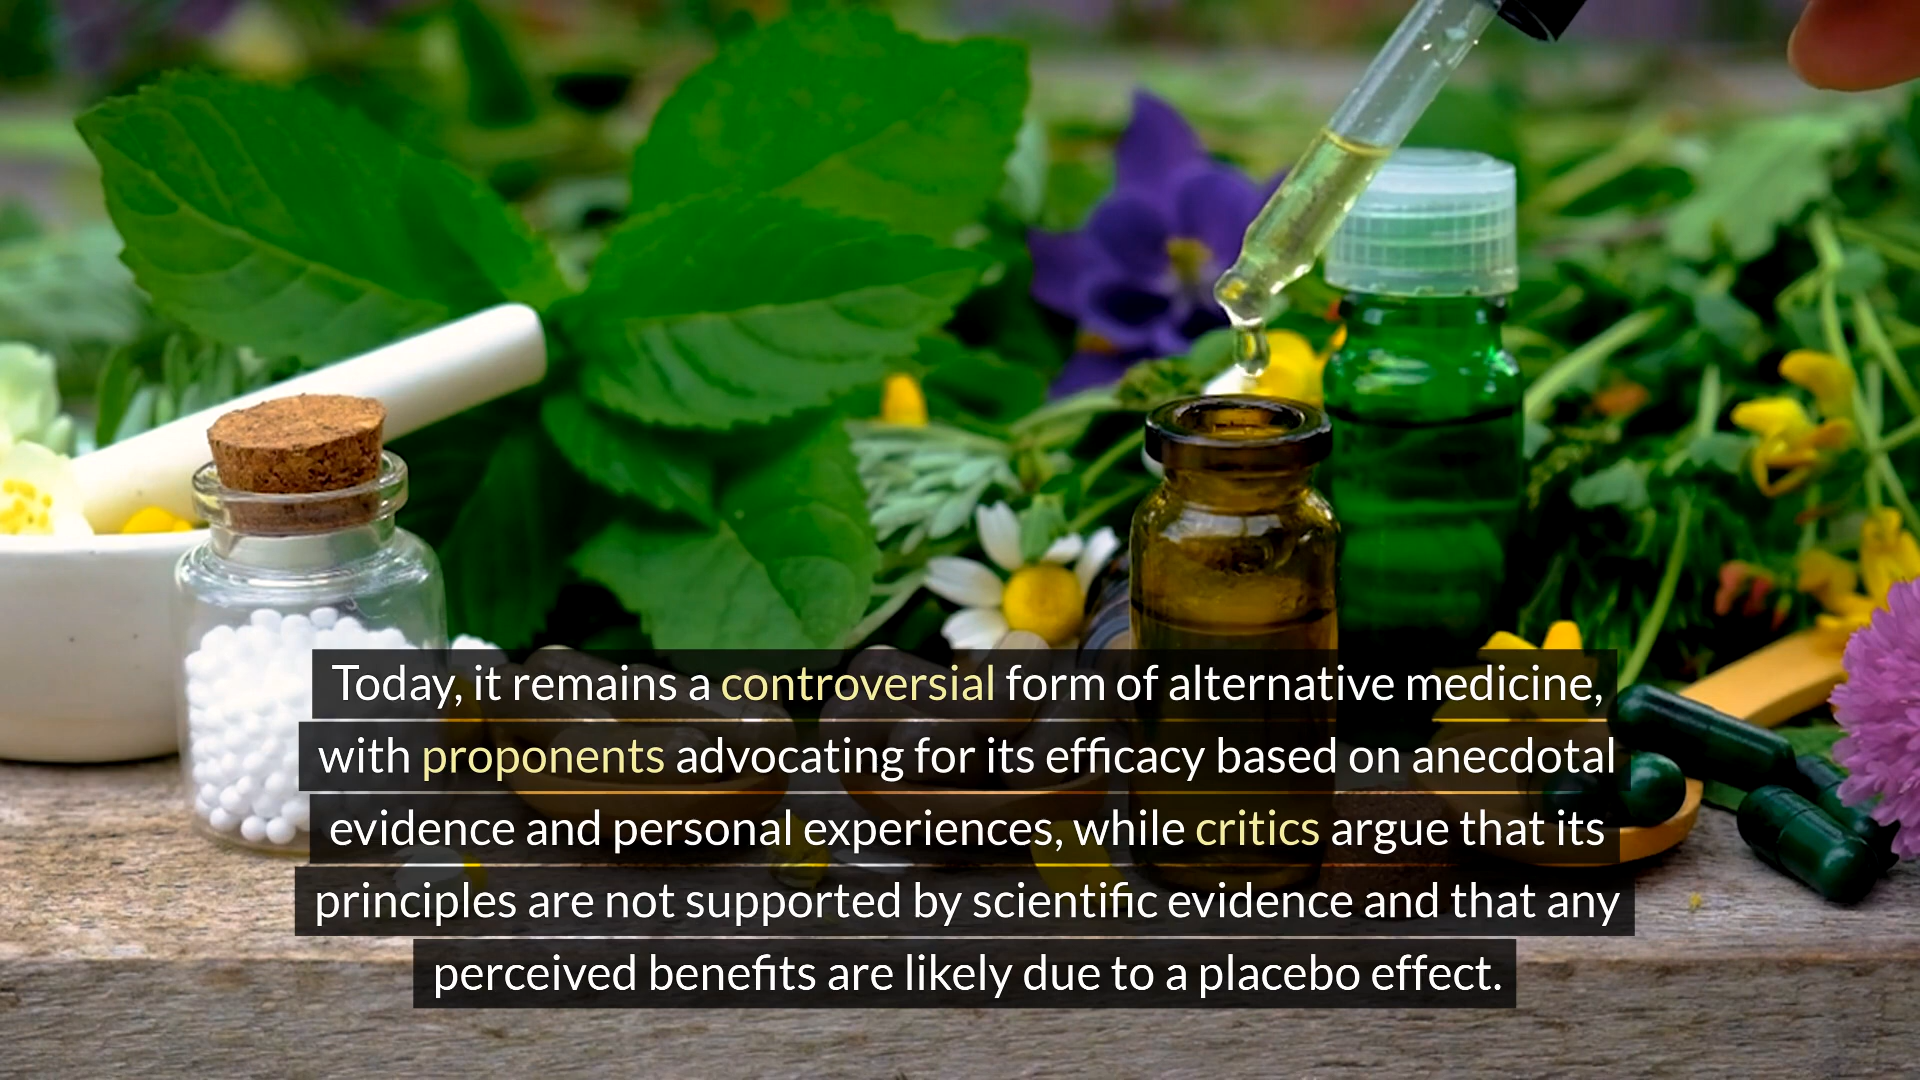 Today, it remains a controversial form of alternative medicine,
with proponents advocating for its efficacy based on anecdotal
evidence and personal experiences, while critics argue that its
principles are not supported by scientific evidence and that any
perceived benefits are likely due to a placebo effect.